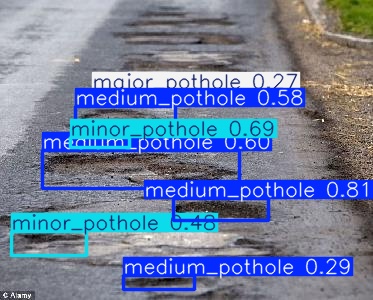 major_pothole 0.27
medium_pothole 0.58
minor_pothole 0.69
medium_pothole 0.60
medium_pothole 0.81
minor_pothole 0.48
medium_pothole 0.29
© Alamy